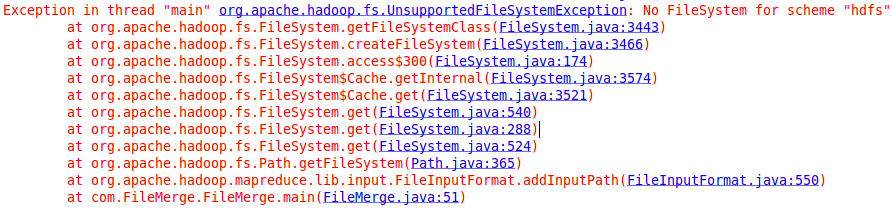 Exception in thread "main" org.apache.hadoop.fs.UnsupportedFileSystemException: No FileSystem for scheme "hdfs"
at org.apache.hadoop.fs.FileSystem.getFileSystemClass(FileSystem.java:3443)
at org.apache.hadoop.fs.FileSystem.createFileSystem(FileSystem.java:3466)
at org.apache.hadoop.fs.FileSystem.access$300(FileSystem.java:174)
at org.apache.hadoop.fs.FileSystem$Cache.getInternal(FileSystem.java:3574)
at org.apache.hadoop.fs.FileSystem$Cache.get(FileSystem.java:3521)
at org.apache.hadoop.fs.FileSystem.get(FileSystem.java:540)
at org.apache.hadoop.fs.FileSystem.get(FileSystem.java:288)
at org.apache.hadoop.fs.FileSystem.get(FileSystem.java:524)
at org.apache.hadoop.fs.Path.getFileSystem(Path.java:365)
at org.apache.hadoop.mapreduce.lib.input.FileInputFormat.addInputPath(FileInputFormat.java:550)
at com.FileMerge.FileMerge.main(FileMerge.java:51)